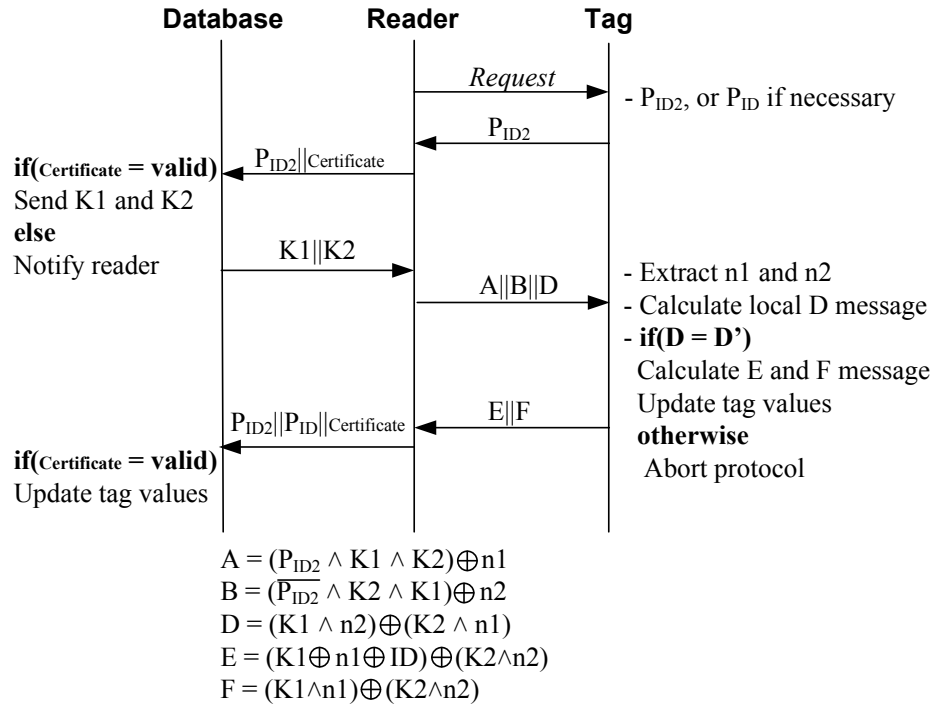 Database Reader Tag
Request
- P_ID2, or P_ID if necessary
P_ID2
P_ID2||Certificate
if(Certificate = valid)
Send K1 and K2
else
Notify reader
K1||K2
A||B||D
- Extract n1 and n2
- Calculate local D message
- if(D = D’)
Calculate E and F message
Update tag values
otherwise
Abort protocol
E||F
P_ID2||P_ID||Certificate
if(Certificate = valid)
Update tag values
A = (P_ID2 ^ K1 ^ K2)⊕n1
B = (P̅_I̅D̅2̅ ^ K2 ^ K1)⊕n2
D = (K1 ^ n2)⊕(K2 ^ n1)
E = (K1⊕n1⊕ID)⊕(K2^n2)
F = (K1^n1)⊕(K2^n2)